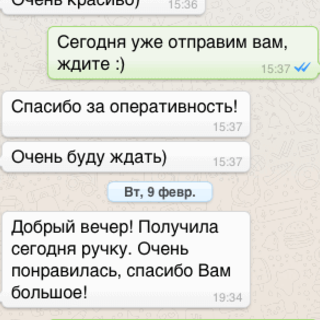 Очень красиво) 15:36
Сегодня уже отправим вам,
ждите :) 15:37
Спасибо за оперативность!
15:37
Очень буду ждать) 15:37
Вт, 9 февр.
Добрый вечер! Получила
сегодня ручку. Очень
понравилась, спасибо Вам
большое! 19:34